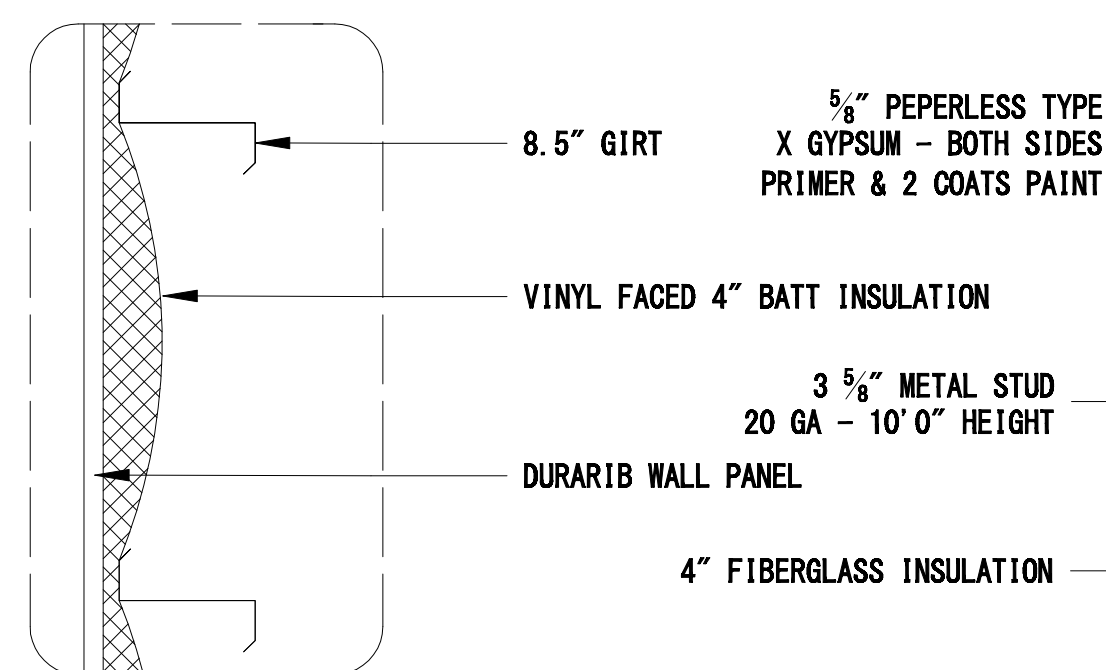 8.5" GIRT
VINYL FACED 4" BATT INSULATION
DURARIB WALL PANEL
5/8" PEPERLESS TYPE
X GYPSUM - BOTH SIDES
PRIMER & 2 COATS PAINT
3 5/8" METAL STUD
20 GA - 10'0" HEIGHT
4" FIBERGLASS INSULATION